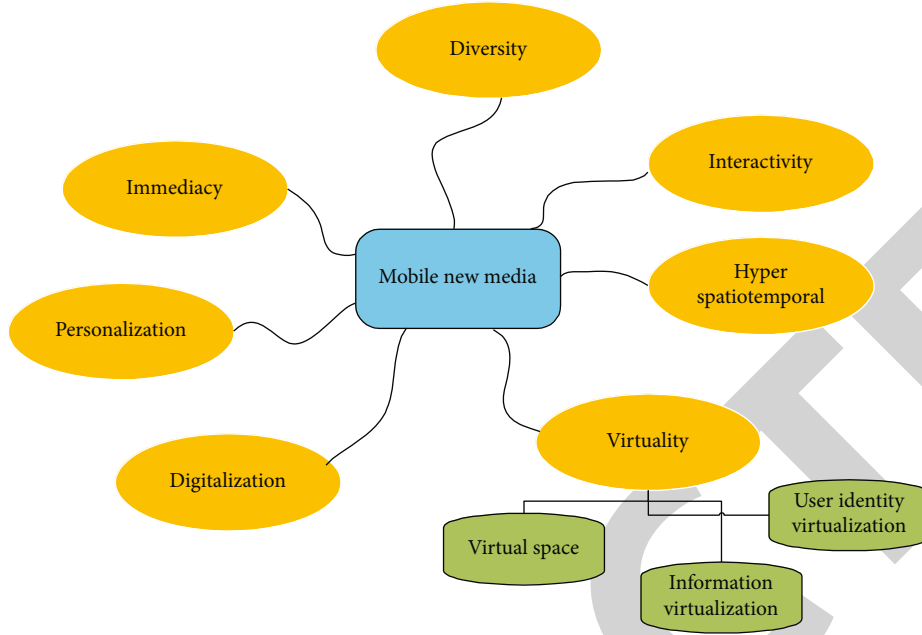 Diversity
Immediacy
Interactivity
Mobile new media
Hyper
spatiotemporal
Personalization
Virtuality
Digitalization
User identity
virtualization
Virtual space
Information
virtualization